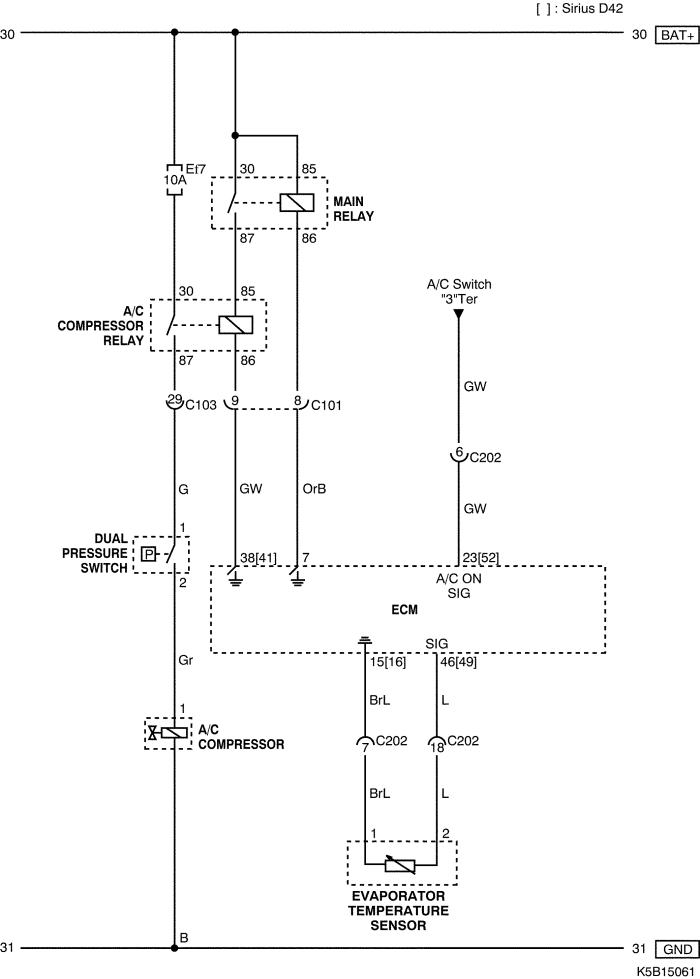 [ ] : Sirius D42
30
30 BAT+
Ef7
10A
30 85
MAIN
RELAY
87 86
A/C Switch
"3"Ter
30 85
A/C
COMPRESSOR
RELAY
87 86
GW
29 C103
9 8 C101
6 C202
G GW OrB
GW
DUAL
PRESSURE
SWITCH
1
P
2
38[41] 7
23[52]
A/C ON
SIG
ECM
SIG
15[16] 46[49]
Gr
BrL L
1
A/C
COMPRESSOR
7 C202
18 C202
BrL L
1 2
EVAPORATOR
TEMPERATURE
SENSOR
B
31
31 GND
K5B15061